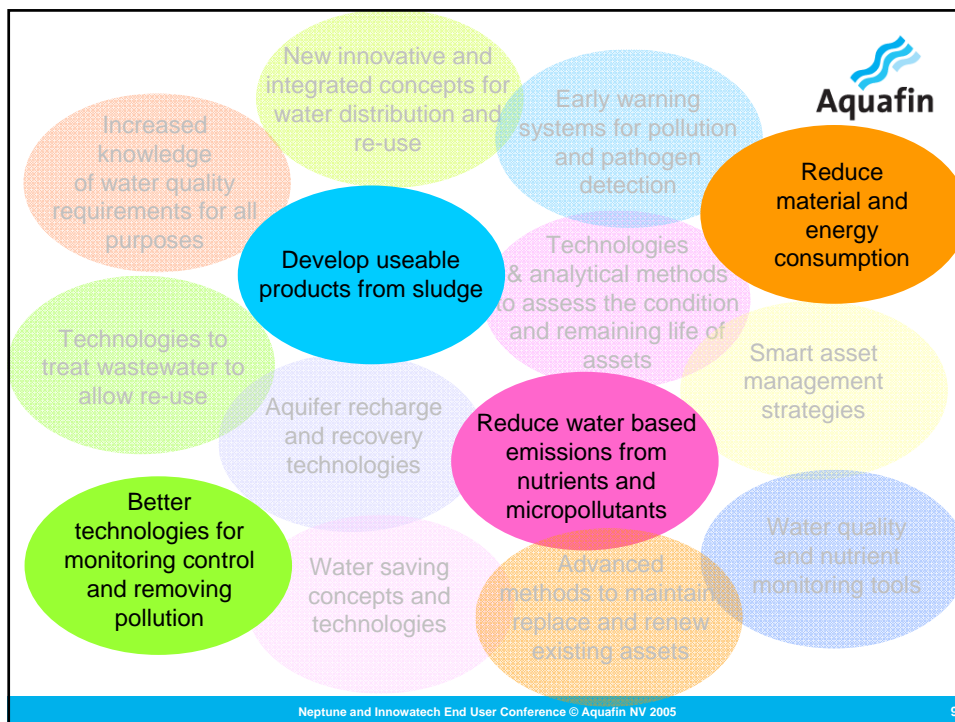 New innovative and
integrated concepts for
water distribution and
re-use
Early warning
systems for pollution
and pathogen
detection
Aquafin
Increased
knowledge
of water quality
requirements for all
purposes
Reduce
material and
energy
consumption
Develop useable
products from sludge
Technologies
& analytical methods
to assess the condition
and remaining life of
assets
Technologies to
treat wastewater to
allow re-use
Smart asset
management
strategies
Aquifer recharge
and recovery
technologies
Reduce water based
emissions from
nutrients and
micropollutants
Better
technologies for
monitoring control
and removing
pollution
Water saving
concepts and
technologies
Advanced
methods to maintain,
replace and renew
existing assets
Water quality
and nutrient
monitoring tools
Neptune and Innowatech End User Conference © Aquafin NV 2005
9